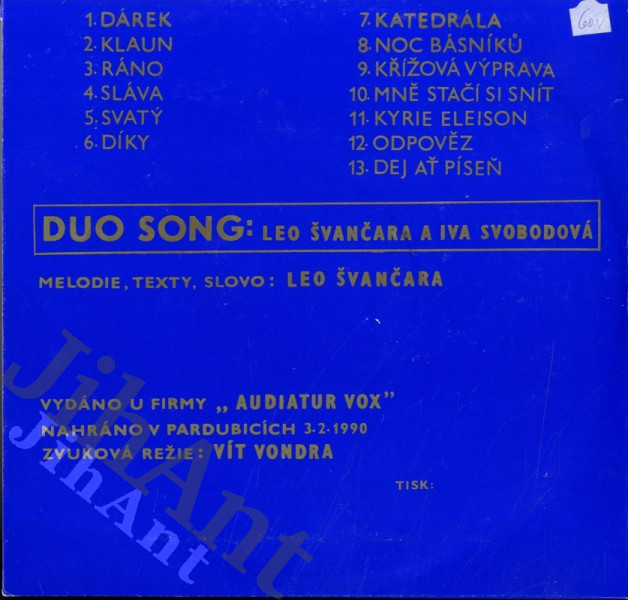 1. DÁREK
2. KLAUN
3. RÁNO
4. SLÁVA
5. SVATÝ
6. DÍKY
7. KATEDRÁLA
8. NOC BÁSNÍKŮ
9. KŘÍŽOVÁ VÝPRAVA
10. MNĚ STAČÍ SI SNÍT
11. KYRIE ELEISON
12. ODPOVĚZ
13. DEJ AŤ PÍSEŇ
DUO SONG: LEO ŠVANČARA A IVA SVOBODOVÁ
MELODIE, TEXTY, SLOVO: LEO ŠVANČARA
VYDÁNO U FIRMY „ AUDIATUR VOX"
NAHRÁNO V PARDUBICÍCH 3.2.1990
ZVUKOVÁ REŽIE: VÍT VONDRA
TISK:
JihAnt
JihAnt